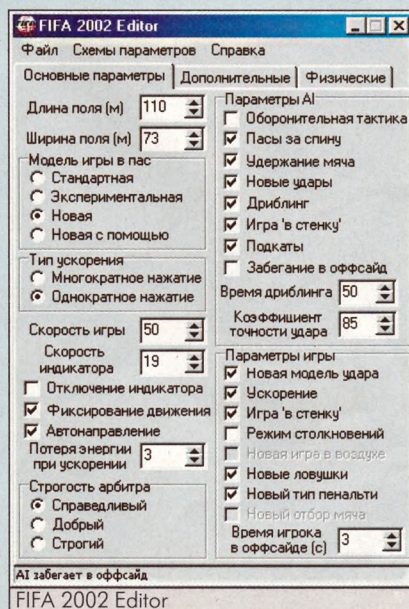 FIFA 2002 Editor
Файл Схемы параметров Справка
Основные параметры Дополнительные Физические
Длина поля (м) 110
Ширина поля (м) 73
Модель игры в пас
Стандартная
Экспериментальная
Новая
Новая с помощью
Тип ускорения
Многократное нажатие
Однократное нажатие
Скорость игры 50
Скорость
индикатора 19
Отключение индикатора
Фиксирование движения
Автонаправление
Потеря энергии
при ускорении 3
Строгость арбитра
Справедливый
Добрый
Строгий
Параметры AI
Оборонительная тактика
Пасы за спину
Удержание мяча
Новые удары
Дриблинг
Игра 'в стенку'
Подкаты
Забегание в оффсайд
Время дриблинга 50
Коэффициент
точности удара 85
Параметры игры
Новая модель удара
Ускорение
Игра 'в стенку'
Режим столкновений
Новая игра в воздухе
Новые ловушки
Новый тип пенальти
Новый отбор мяча
Время игрока
в оффсайде (с) 3
AI забегает в оффсайд
FIFA 2002 Editor